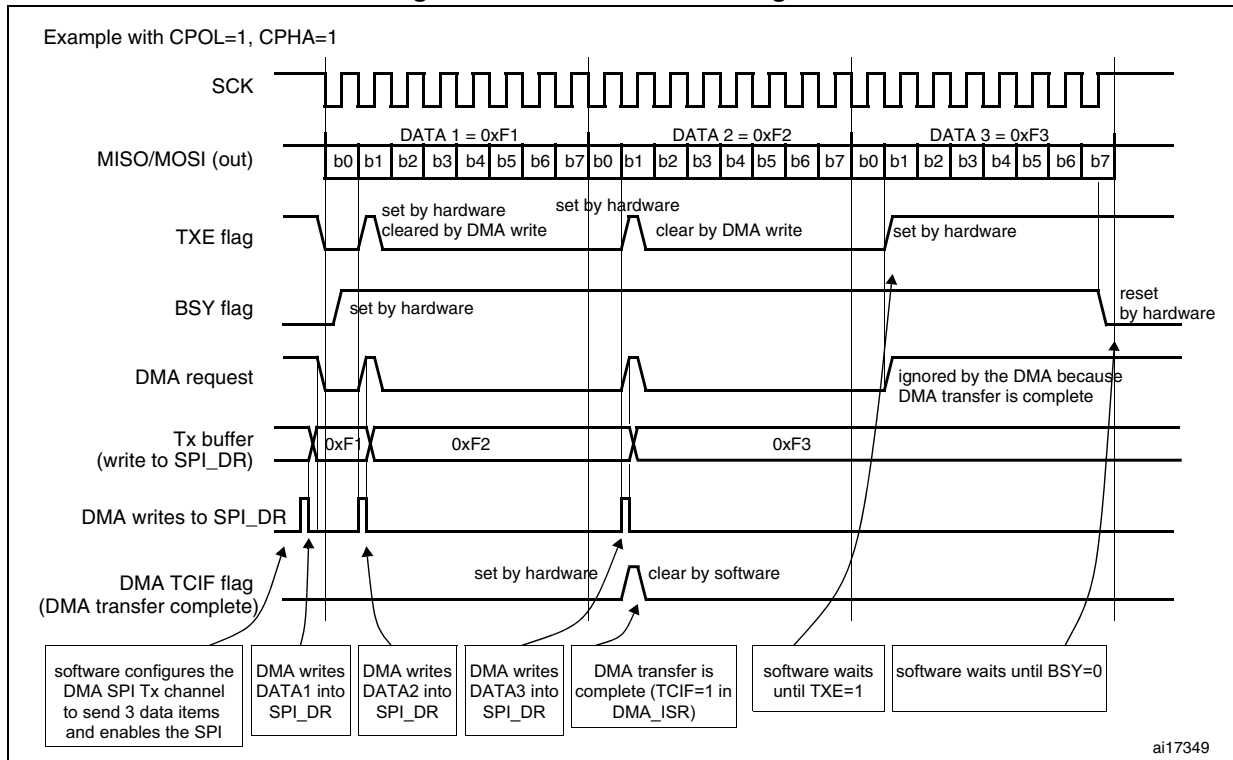 Example with CPOL=1, CPHA=1
SCK
DATA 1 = 0xF1 DATA 2 = 0xF2 DATA 3 = 0xF3
MISO/MOSI (out) b0 b1 b2 b3 b4 b5 b6 b7 b0 b1 b2 b3 b4 b5 b6 b7 b0 b1 b2 b3 b4 b5 b6 b7
set by hardware set by hardware
cleared by DMA write clear by DMA write set by hardware
TXE flag
BSY flag set by hardware reset
by hardware
DMA request ignored by the DMA because
DMA transfer is complete
Tx buffer 0xF1 0xF2 0xF3
(write to SPI_DR)
DMA writes to SPI_DR
DMA TCIF flag set by hardware clear by software
(DMA transfer complete)
software configures the
DMA SPI Tx channel
to send 3 data items
and enables the SPI
DMA writes
DATA1 into
SPI_DR
DMA writes
DATA2 into
SPI_DR
DMA writes
DATA3 into
SPI_DR
DMA transfer is
complete (TCIF=1 in
DMA_ISR)
software waits
until TXE=1
software waits until BSY=0
ai17349